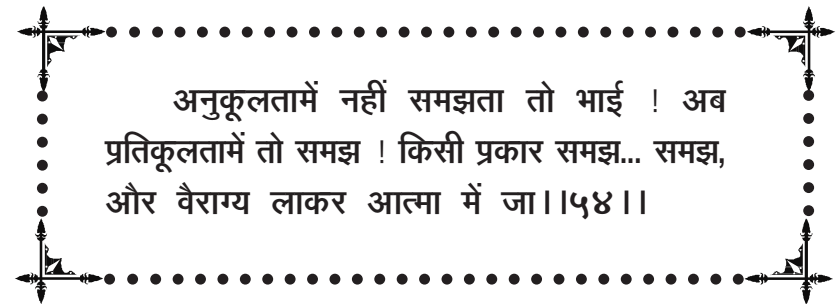 अनुकूलतामें नहीं समझता तो भाई ! अब
प्रतिकूलतामें तो समझ ! किसी प्रकार समझ... समझ,
और वैराग्य लाकर आत्मा में जा।।५४।।